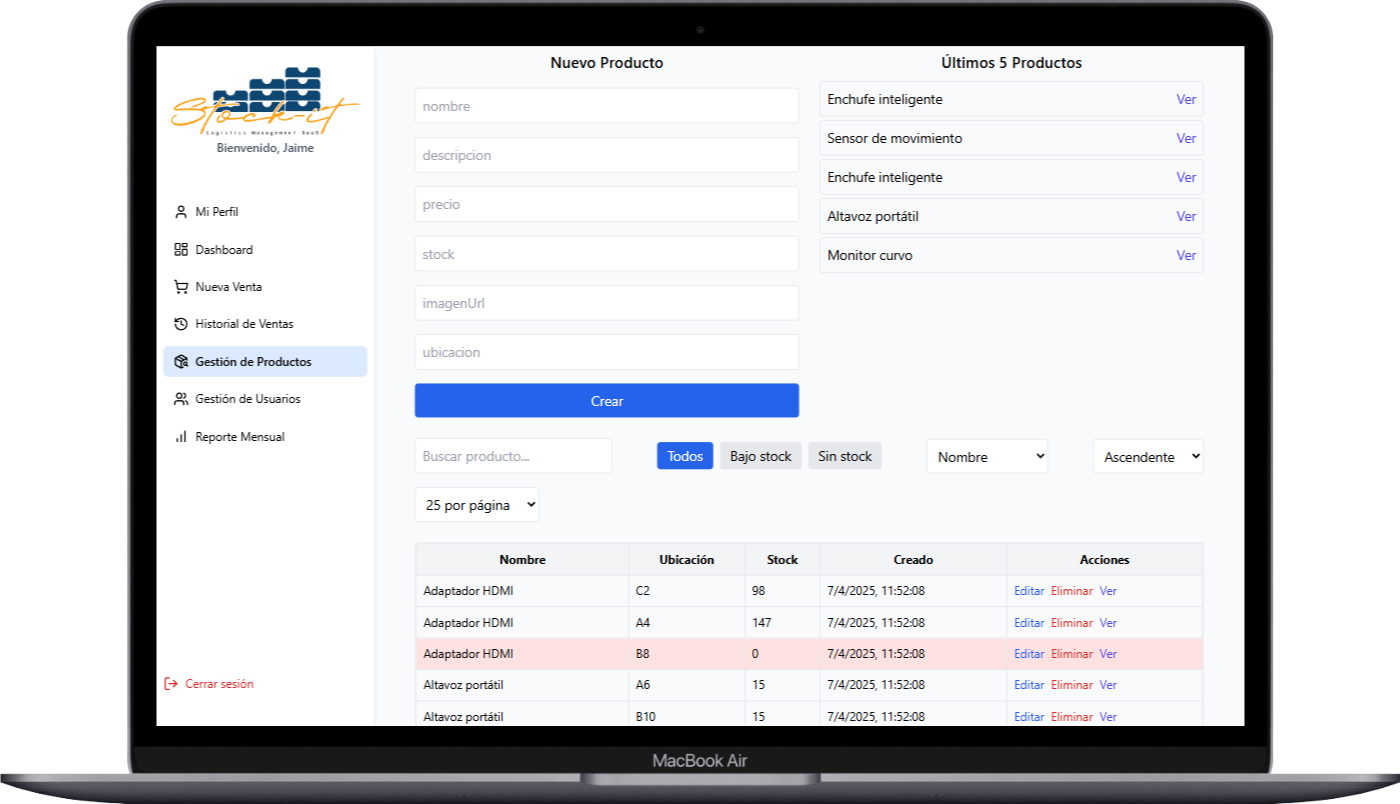 Stock-it
Logistics Management SaaS
Bienvenido, Jaime
Mi Perfil
Dashboard
Nueva Venta
Historial de Ventas
Gestión de Productos
Gestión de Usuarios
Reporte Mensual
Cerrar sesión
Nuevo Producto
nombre
descripcion
precio
stock
imagenUrl
ubicacion
Crear
Últimos 5 Productos
Enchufe inteligente Ver
Sensor de movimiento Ver
Enchufe inteligente Ver
Altavoz portátil Ver
Monitor curvo Ver
Buscar producto... Todos Bajo stock Sin stock Nombre Ascendente
25 por página
Nombre Ubicación Stock Creado Acciones
Adaptador HDMI C2 98 7/4/2025, 11:52:08 Editar Eliminar Ver
Adaptador HDMI A4 147 7/4/2025, 11:52:08 Editar Eliminar Ver
Adaptador HDMI B8 0 7/4/2025, 11:52:08 Editar Eliminar Ver
Altavoz portátil A6 15 7/4/2025, 11:52:08 Editar Eliminar Ver
Altavoz portátil B10 15 7/4/2025, 11:52:08 Editar Eliminar Ver
MacBook Air